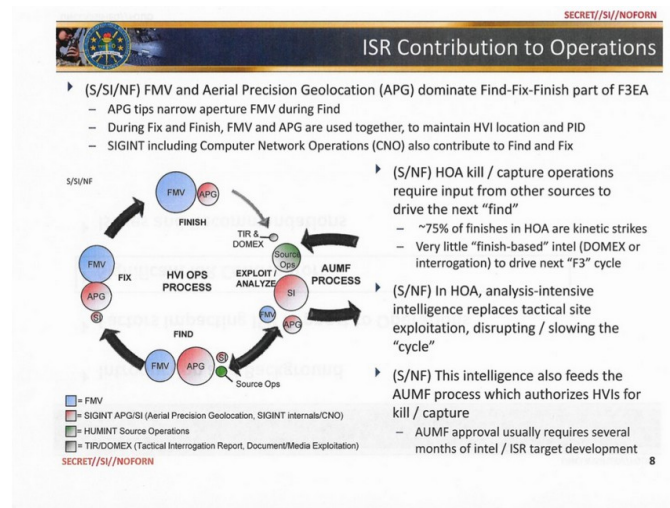 SECRET//SI//NOFORN
ISR Contribution to Operations
(S/SI/NF) FMV and Aerial Precision Geolocation (APG) dominate Find-Fix-Finish part of F3EA
– APG tips narrow aperture FMV during Find
– During Fix and Finish, FMV and APG are used together, to maintain HVI location and PID
– SIGINT including Computer Network Operations (CNO) also contribute to Find and Fix
S/SI/NF
FMV
APG
FINISH
TIR &
DOMEX
Source
Ops
FMV
FIX
HVI OPS
PROCESS
EXPLOIT /
ANALYZE
AUMF
PROCESS
APG
SI
SI
FMV
APG
FIND
FMV
APG
SI
Source Ops
= FMV
= SIGINT APG/SI (Aerial Precision Geolocation, SIGINT internals/CNO)
= HUMINT Source Operations
= TIR/DOMEX (Tactical Interrogation Report, Document/Media Exploitation)
(S/NF) HOA kill / capture operations
require input from other sources to
drive the next “find”
– ~75% of finishes in HOA are kinetic strikes
– Very little “finish-based” intel (DOMEX or
interrogation) to drive next “F3” cycle
(S/NF) In HOA, analysis-intensive
intelligence replaces tactical site
exploitation, disrupting / slowing the
“cycle”
(S/NF) This intelligence also feeds the
AUMF process which authorizes HVIs for
kill / capture
– AUMF approval usually requires several
months of intel / ISR target development
SECRET//SI//NOFORN
8